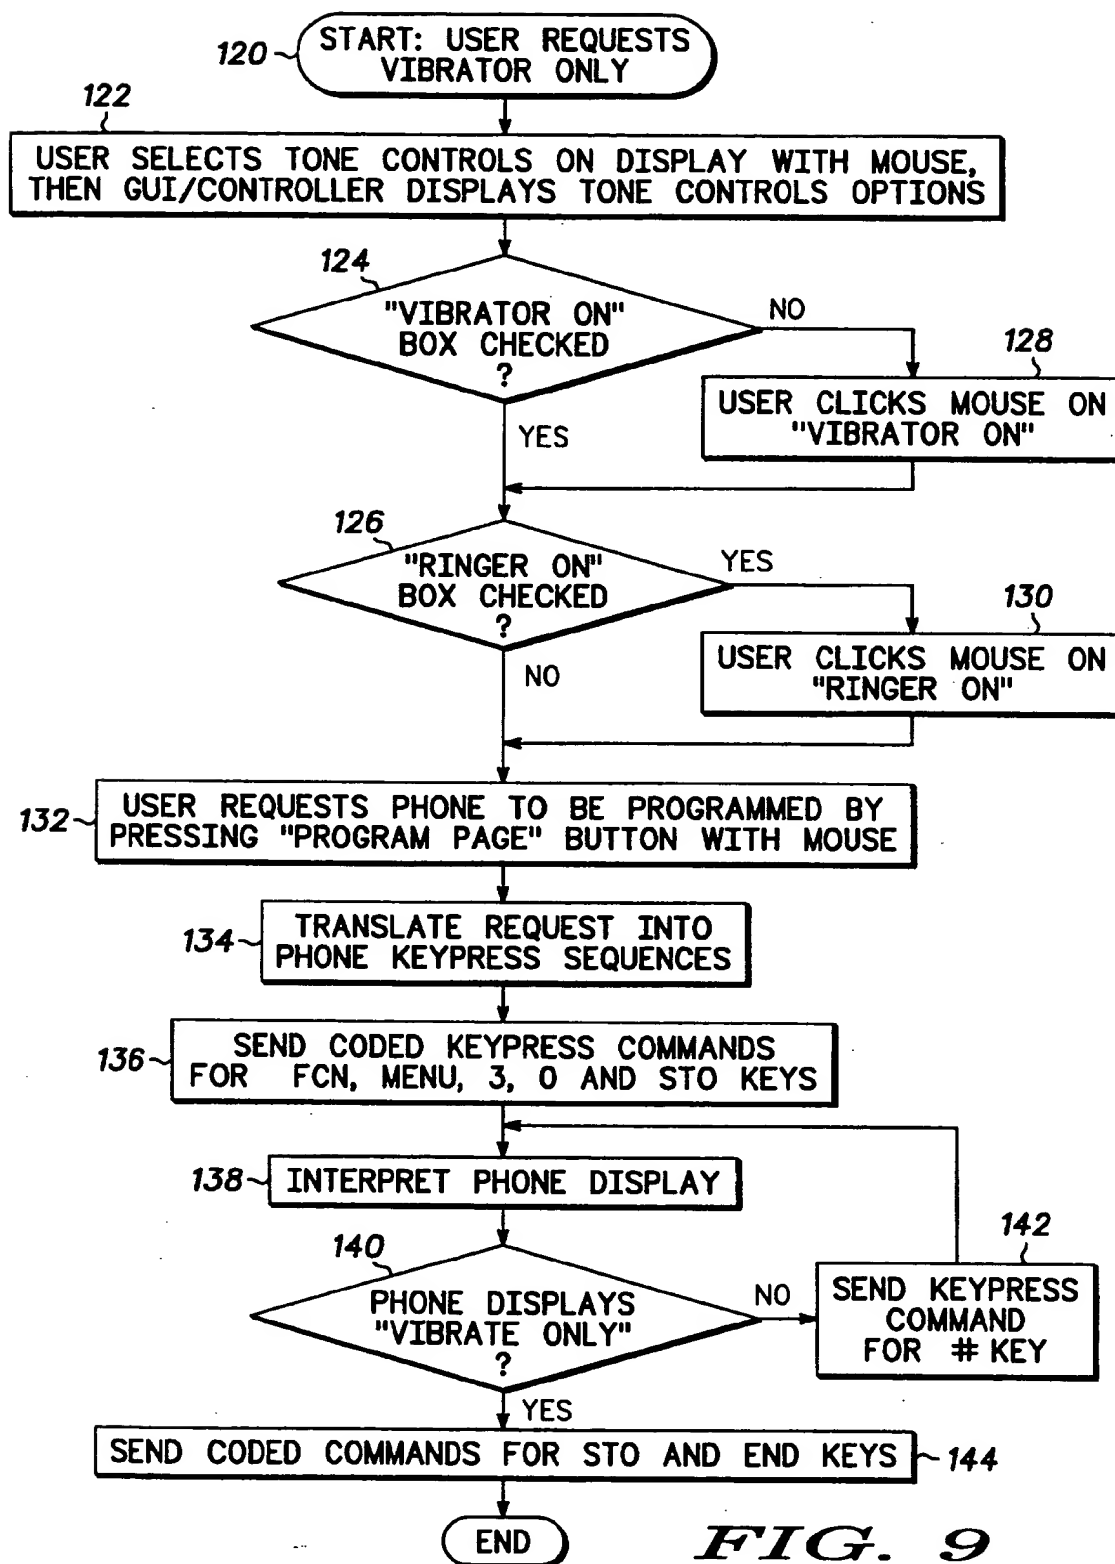 START: USER REQUESTS
VIBRATOR ONLY
120
122
USER SELECTS TONE CONTROLS ON DISPLAY WITH MOUSE,
THEN GUI/CONTROLLER DISPLAYS TONE CONTROLS OPTIONS
124
"VIBRATOR ON"
BOX CHECKED
?
NO
YES
128
USER CLICKS MOUSE ON
"VIBRATOR ON"
126
"RINGER ON"
BOX CHECKED
?
YES
NO
130
USER CLICKS MOUSE ON
"RINGER ON"
132
USER REQUESTS PHONE TO BE PROGRAMMED BY
PRESSING "PROGRAM PAGE" BUTTON WITH MOUSE
134
TRANSLATE REQUEST INTO
PHONE KEYPRESS SEQUENCES
136
SEND CODED KEYPRESS COMMANDS
FOR FCN, MENU, 3, 0 AND STO KEYS
138
INTERPRET PHONE DISPLAY
140
PHONE DISPLAYS
"VIBRATE ONLY"
?
NO
YES
142
SEND KEYPRESS
COMMAND
FOR # KEY
SEND CODED COMMANDS FOR STO AND END KEYS
144
END
FIG. 9